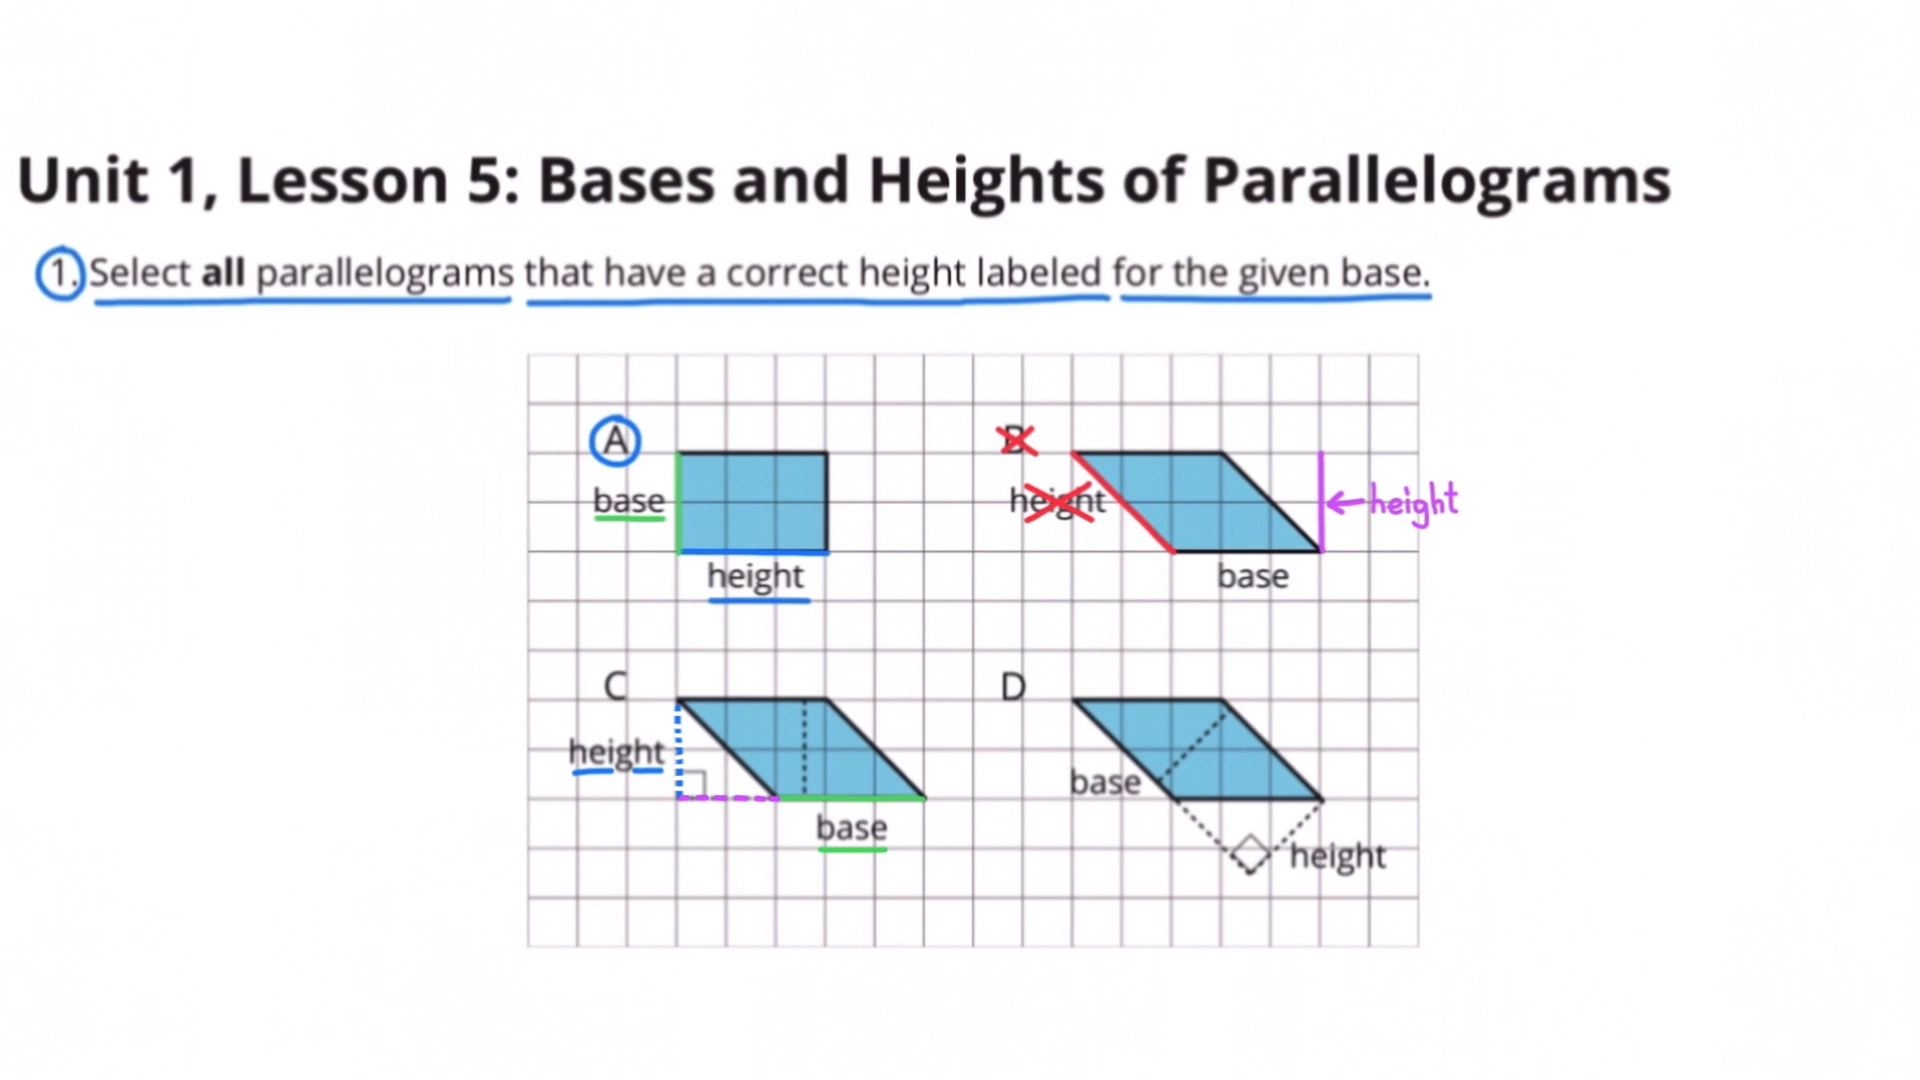 Unit 1, Lesson 5: Bases and Heights of Parallelograms
1. Select all parallelograms that have a correct height labeled for the given base.
A
base
height
B
height
height
base
C
height
base
D
base
height